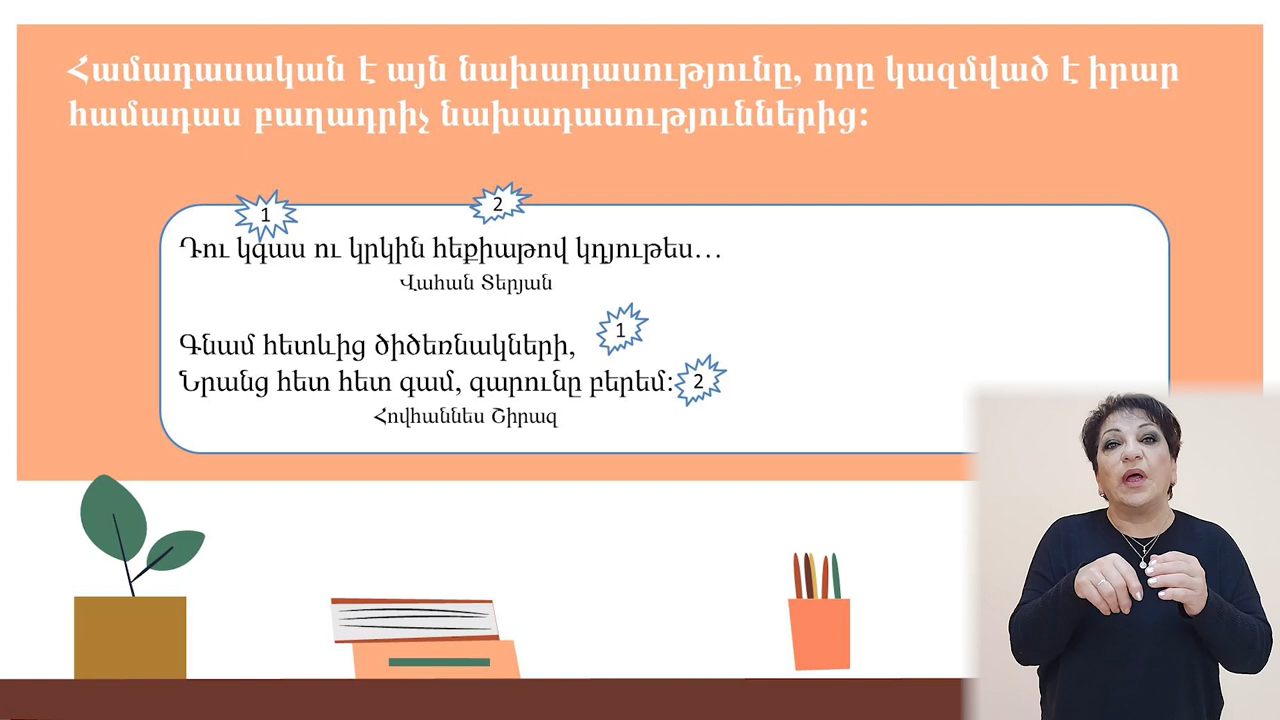 Համադասական է այն նախադասությունը, որը կազմված է իրար
համադաս բաղադրիչ նախադասություններից:
1
2
Դու կգաս ու կրկին հեքիաթով կդյութես…
Վահան Տերյան
1
Գնամ հետևից ծիծեռնակների,
Նրանց հետ հետ գամ, գարունը բերեմ:
2
Հովհաննես Շիրազ